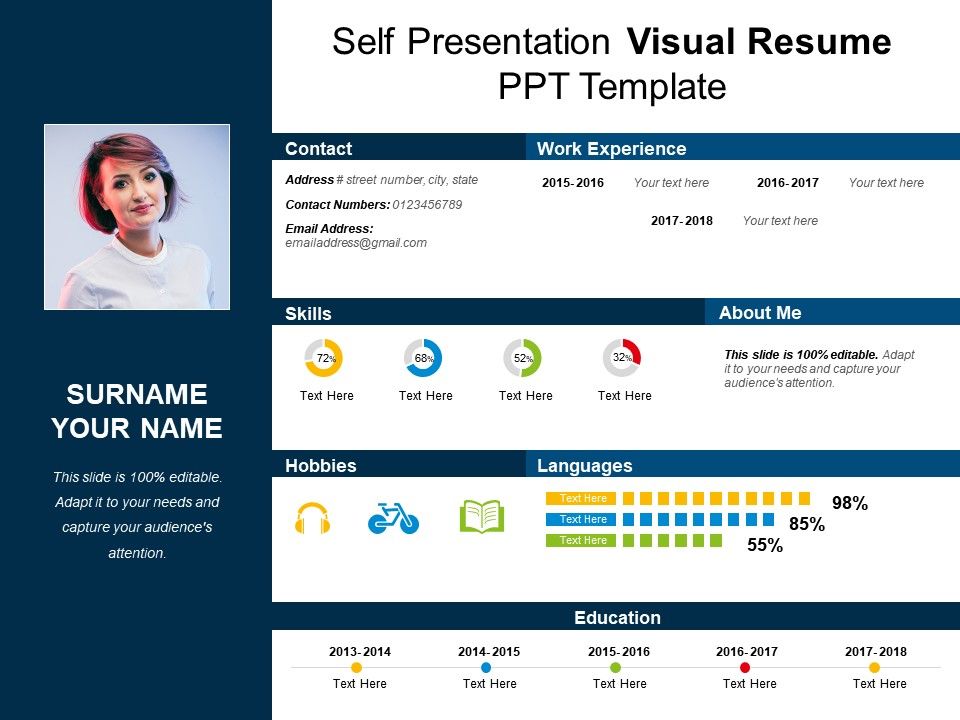 Self Presentation Visual Resume
PPT Template
SURNAME
YOUR NAME
This slide is 100% editable.
Adapt it to your needs and
capture your audience's
attention.
Contact
Address # street number, city, state
Contact Numbers: 0123456789
Email Address:
emailaddress@gmail.com
Work Experience
2015- 2016 Your text here 2016- 2017 Your text here
2017- 2018 Your text here
Skills
72% 68% 52% 32%
Text Here Text Here Text Here Text Here
About Me
This slide is 100% editable. Adapt
it to your needs and capture your
audience's attention.
Hobbies
Languages
Text Here 98%
Text Here 85%
Text Here 55%
Education
2013- 2014 2014- 2015 2015- 2016 2016- 2017 2017- 2018
Text Here Text Here Text Here Text Here Text Here